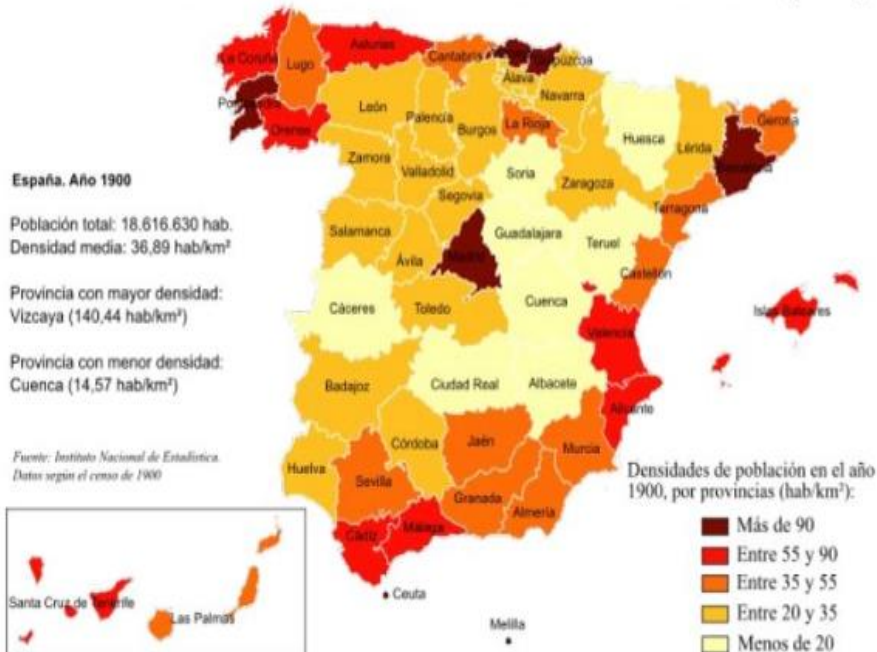 La Coruña
Lugo
Asturias
Cantabria
Álava
Navarra
León
Palencia
Burgos
La Rioja
Huesca
Lérida
Gerona
Orense
Zamora
Valladolid
Soria
Zaragoza
Segovia
Tarragona
Salamanca
Ávila
Madrid
Guadalajara
Teruel
Castellón
Cáceres
Toledo
Cuenca
Valencia
Islas Baleares
Badajoz
Ciudad Real
Albacete
Alicante
Huelva
Córdoba
Jaén
Murcia
Sevilla
Granada
Almería
Cádiz
Málaga
Ceuta
Melilla
España. Año 1900
Población total: 18.616.630 hab.
Densidad media: 36,89 hab/km²
Provincia con mayor densidad:
Vizcaya (140,44 hab/km²)
Provincia con menor densidad:
Cuenca (14,57 hab/km²)
Fuente: Instituto Nacional de Estadística.
Datos según el censo de 1900
Santa Cruz de Tenerife
Las Palmas
Densidades de población en el año
1900, por provincias (hab/km²):
Más de 90
Entre 55 y 90
Entre 35 y 55
Entre 20 y 35
Menos de 20